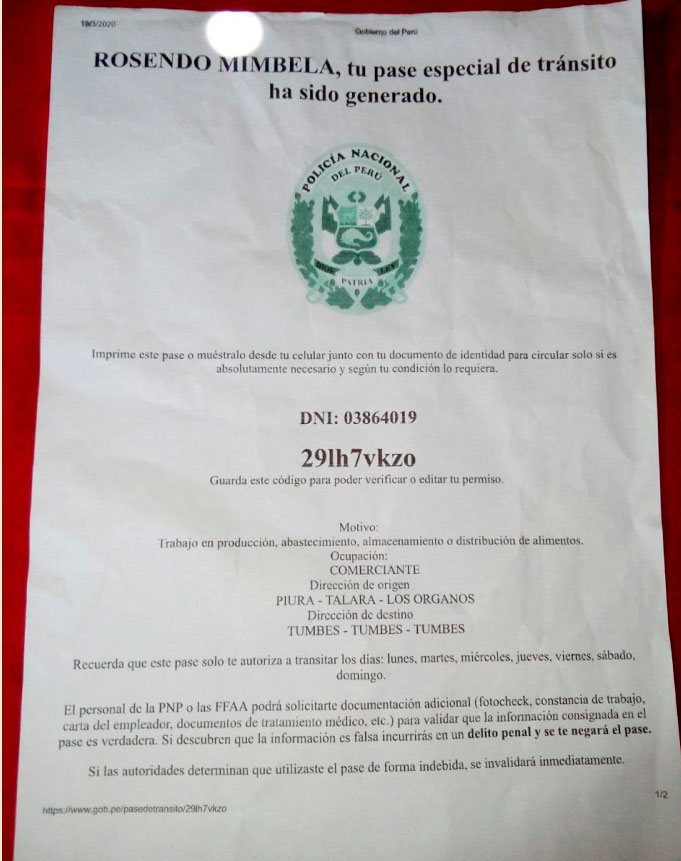 19/3/2020
Gobierno del Perú
ROSENDO MIMBELA, tu pase especial de tránsito
ha sido generado.
POLICÍA NACIONAL
DEL PERÚ
DIOS
LEY
PATRIA
Imprime este pase o muéstralo desde tu celular junto con tu documento de identidad para circular solo si es
absolutamente necesario y según tu condición lo requiera.
DNI: 03864019
29lh7vkzo
Guarda este código para poder verificar o editar tu permiso.
Motivo:
Trabajo en producción, abastecimiento, almacenamiento o distribución de alimentos.
Ocupación:
COMERCIANTE
Dirección de origen
PIURA - TALARA - LOS ORGANOS
Dirección de destino
TUMBES - TUMBES - TUMBES
Recuerda que este pase solo te autoriza a transitar los días: lunes, martes, miércoles, jueves, viernes, sábado,
domingo.
El personal de la PNP o las FFAA podrá solicitarte documentación adicional (fotocheck, constancia de trabajo,
carta del empleador, documentos de tratamiento médico, etc.) para validar que la información consignada en el
pase es verdadera. Si descubren que la información es falsa incurrirás en un delito penal y se te negará el pase.
Si las autoridades determinan que utilizaste el pase de forma indebida, se invalidará inmediatamente.
https://www.gob.pe/pasedetransito/29lh7vkzo
1/2